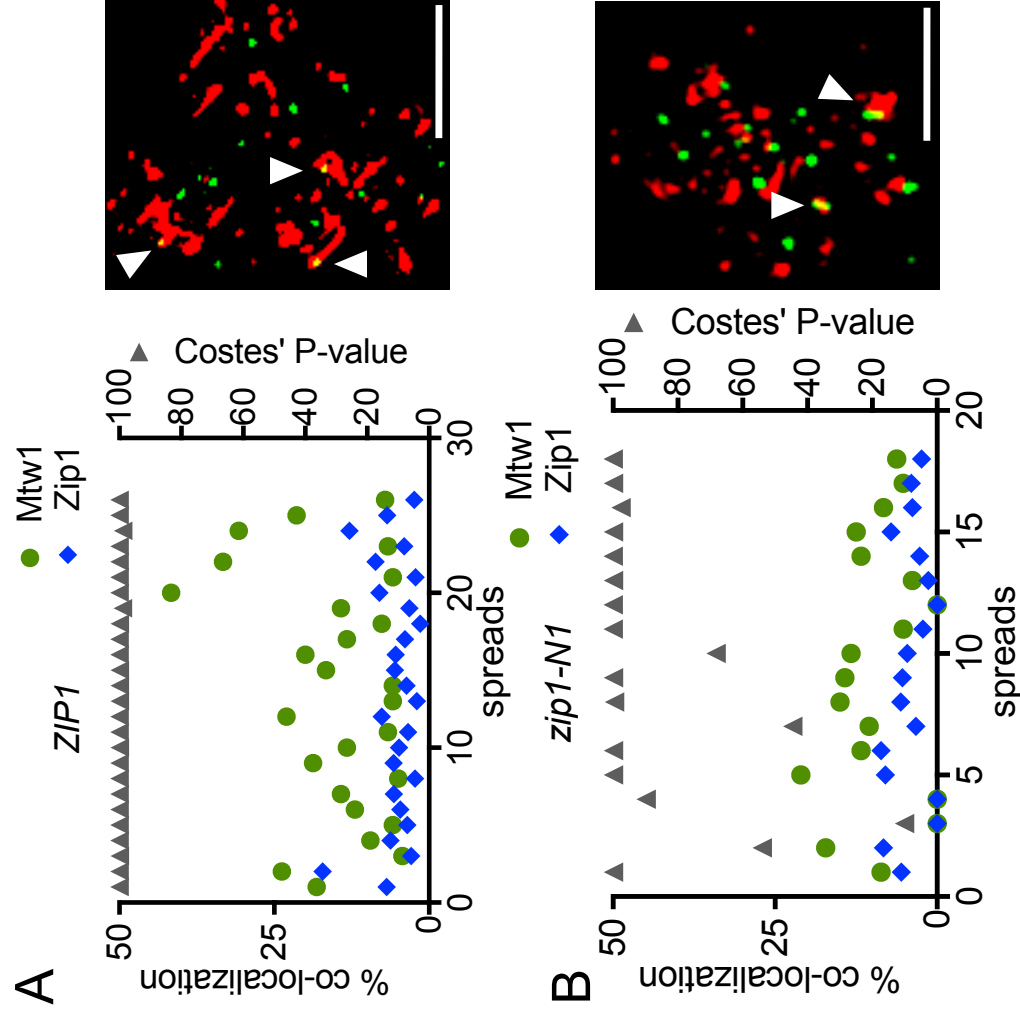 A
ZIP1
Mtw1
Zip1
Costes' P-value
% co-localization
50
25
0
100
80
60
40
20
0
0
10
20
30
spreads
B
zip1-N1
Mtw1
Zip1
Costes' P-value
% co-localization
50
25
0
100
80
60
40
20
0
0
5
10
15
20
spreads